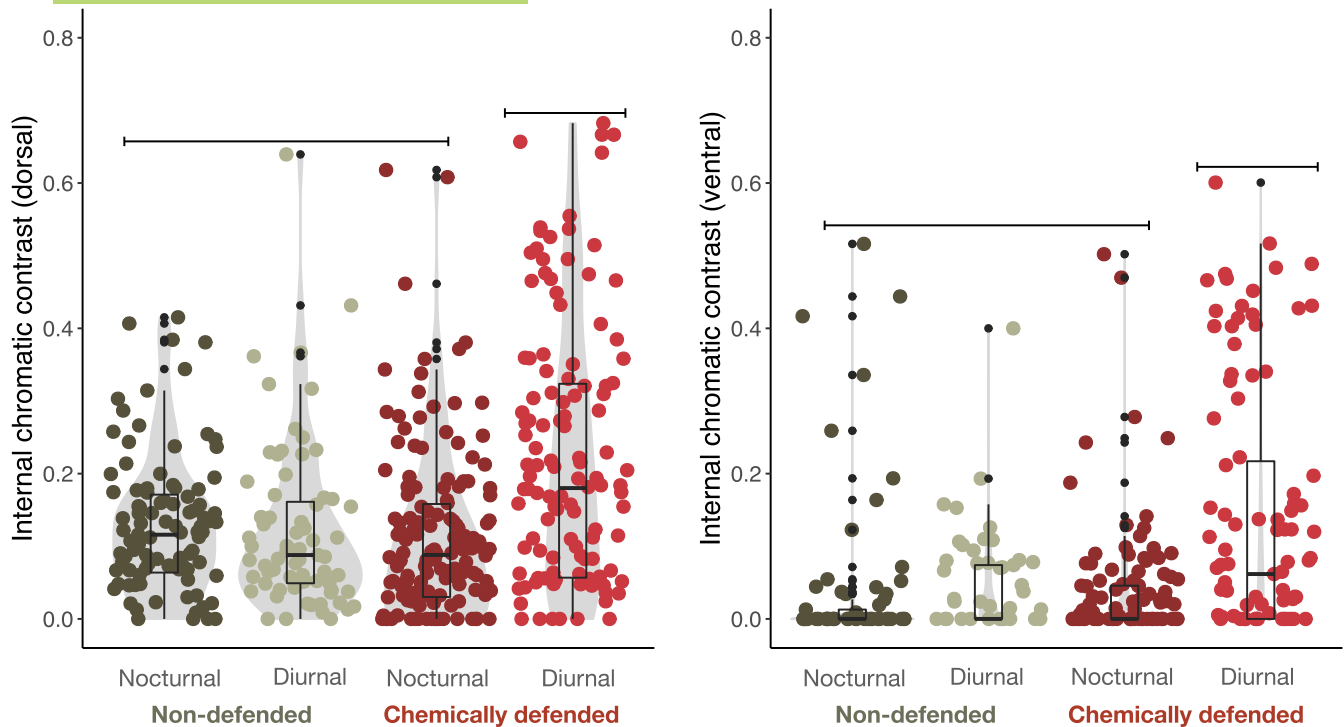 Internal chromatic contrast (dorsal)
0.8
0.6
0.4
0.2
0.0
Nocturnal Diurnal Nocturnal Diurnal
Non-defended Chemically defended
Internal chromatic contrast (ventral)
0.8
0.6
0.4
0.2
0.0
Nocturnal Diurnal Nocturnal Diurnal
Non-defended Chemically defended